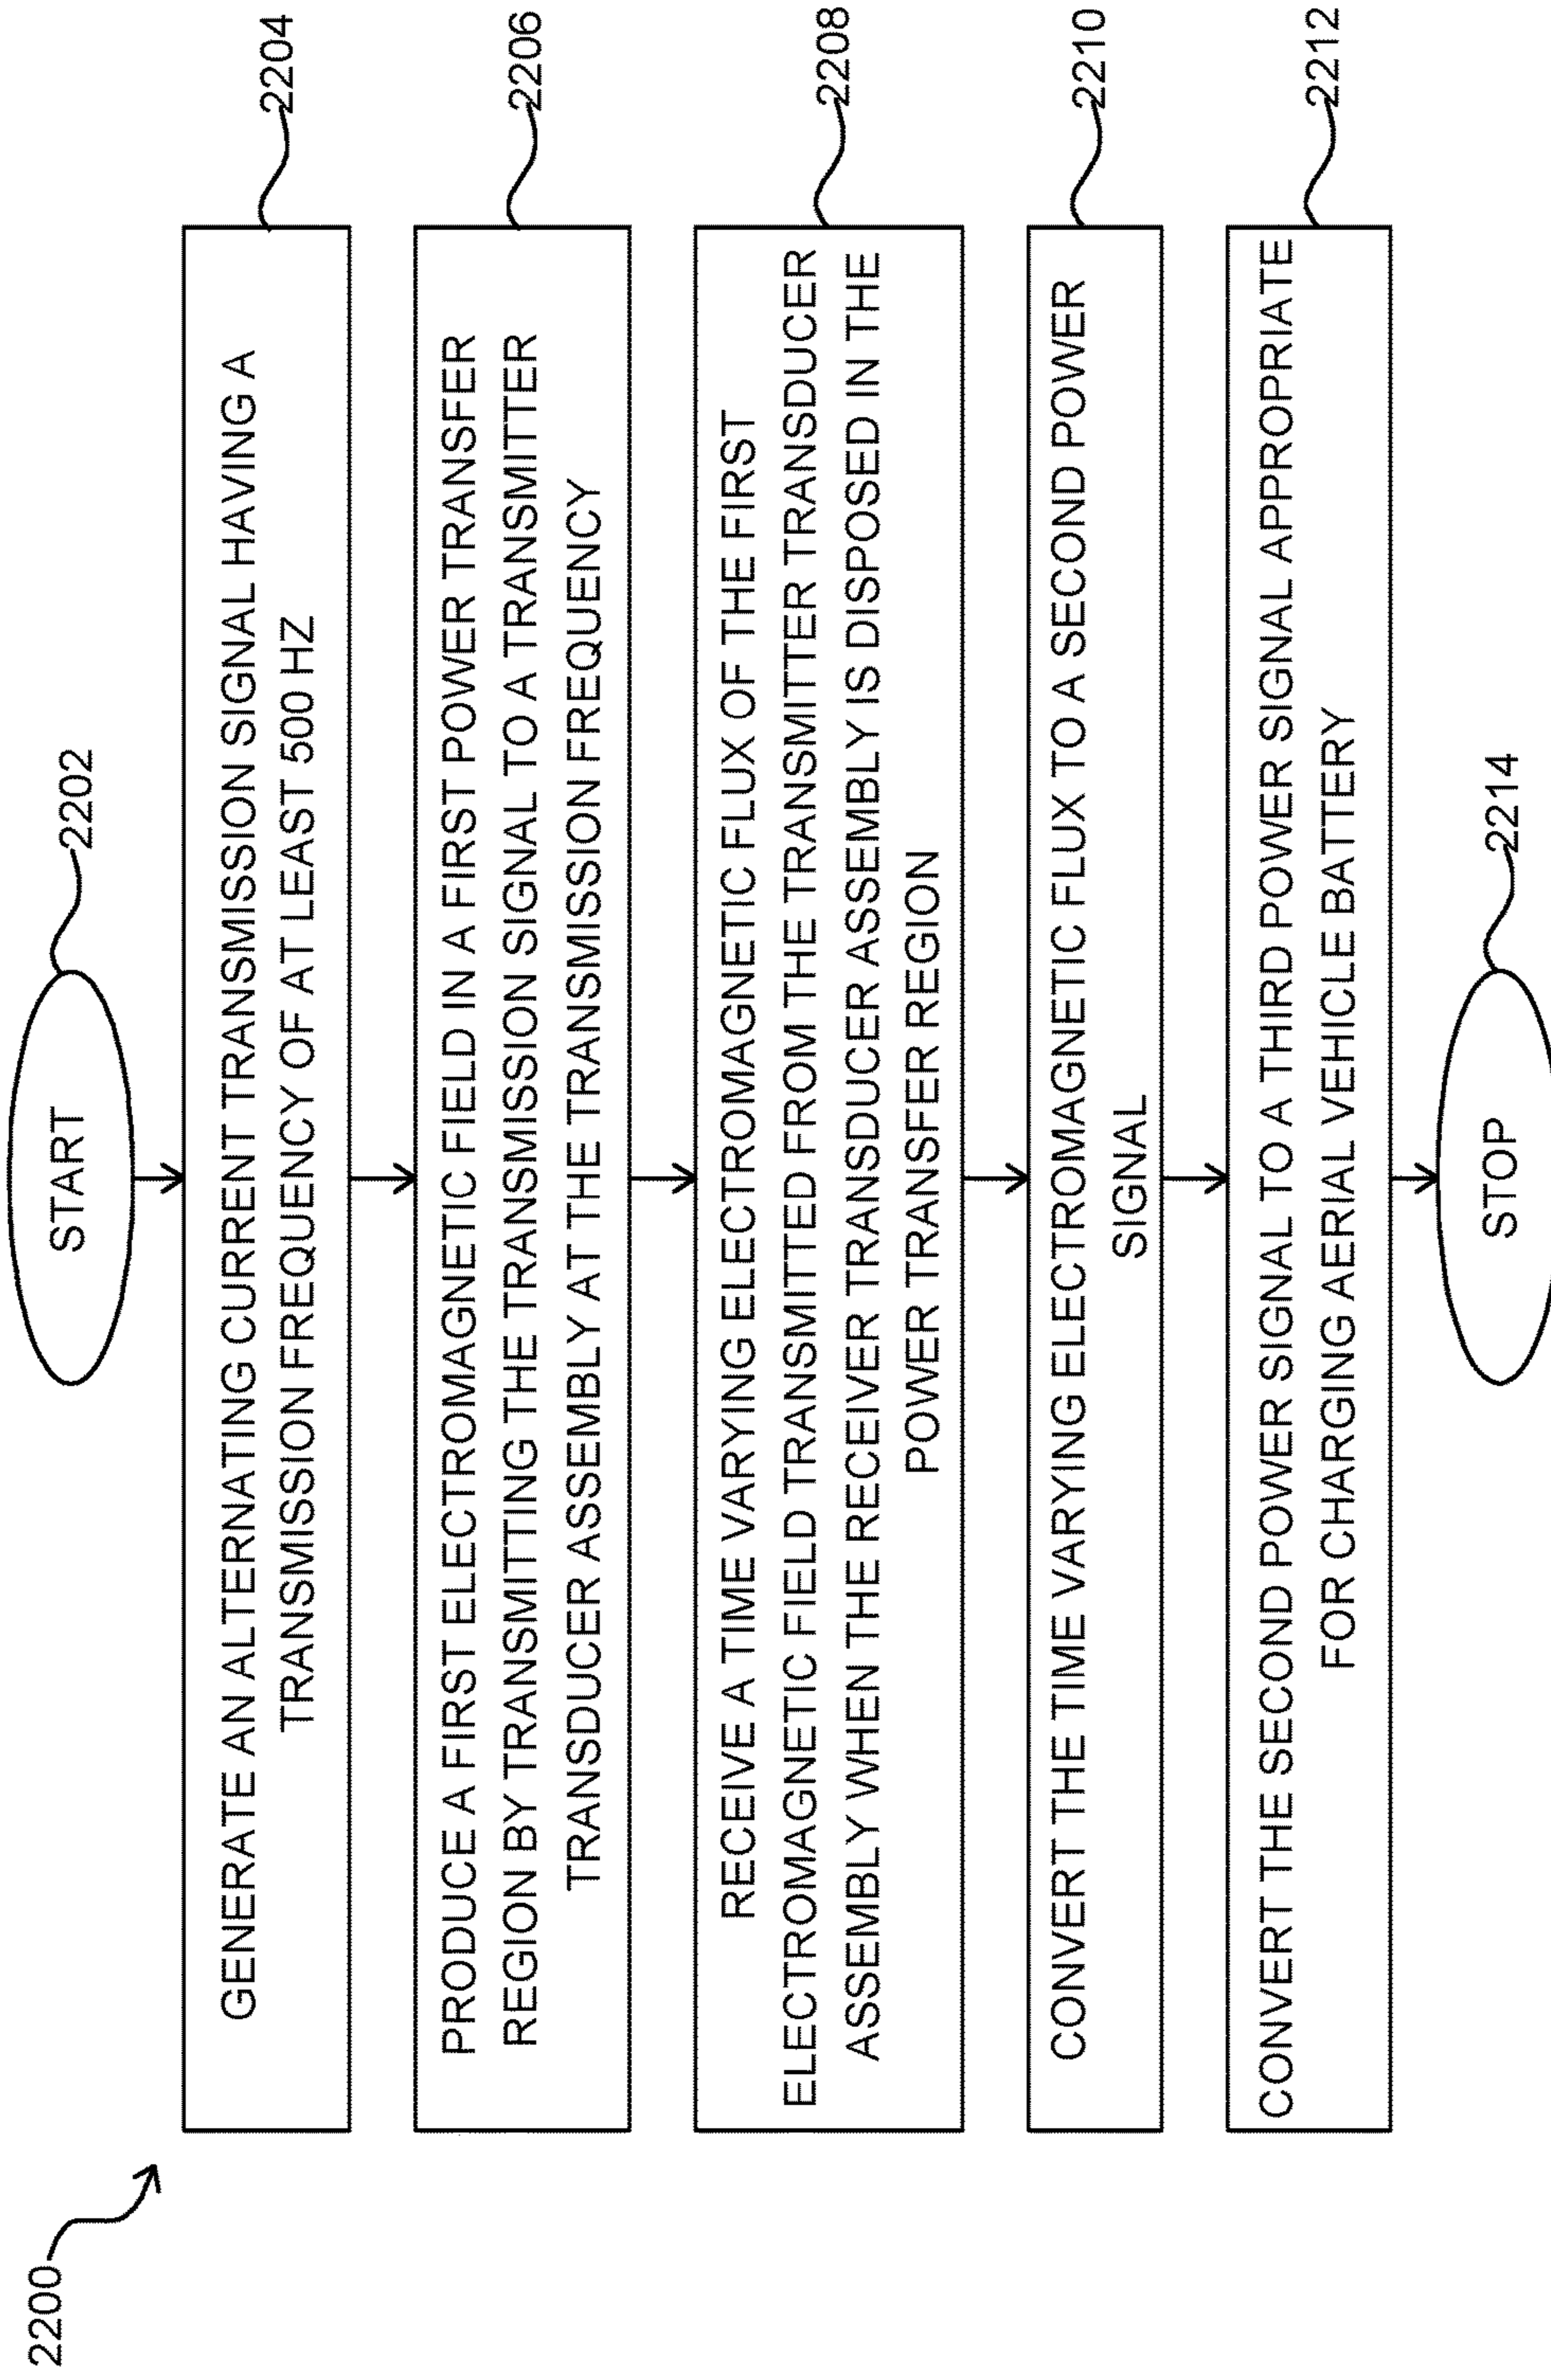 2200
START
2202
GENERATE AN ALTERNATING CURRENT TRANSMISSION SIGNAL HAVING A
TRANSMISSION FREQUENCY OF AT LEAST 500 HZ
2204
PRODUCE A FIRST ELECTROMAGNETIC FIELD IN A FIRST POWER TRANSFER
REGION BY TRANSMITTING THE TRANSMISSION SIGNAL TO A TRANSMITTER
TRANSDUCER ASSEMBLY AT THE TRANSMISSION FREQUENCY
2206
RECEIVE A TIME VARYING ELECTROMAGNETIC FLUX OF THE FIRST
ELECTROMAGNETIC FIELD TRANSMITTED FROM THE TRANSMITTER TRANSDUCER
ASSEMBLY WHEN THE RECEIVER TRANSDUCER ASSEMBLY IS DISPOSED IN THE
POWER TRANSFER REGION
2208
CONVERT THE TIME VARYING ELECTROMAGNETIC FLUX TO A SECOND POWER
SIGNAL
2210
CONVERT THE SECOND POWER SIGNAL TO A THIRD POWER SIGNAL APPROPRIATE
FOR CHARGING AERIAL VEHICLE BATTERY
2212
STOP
2214